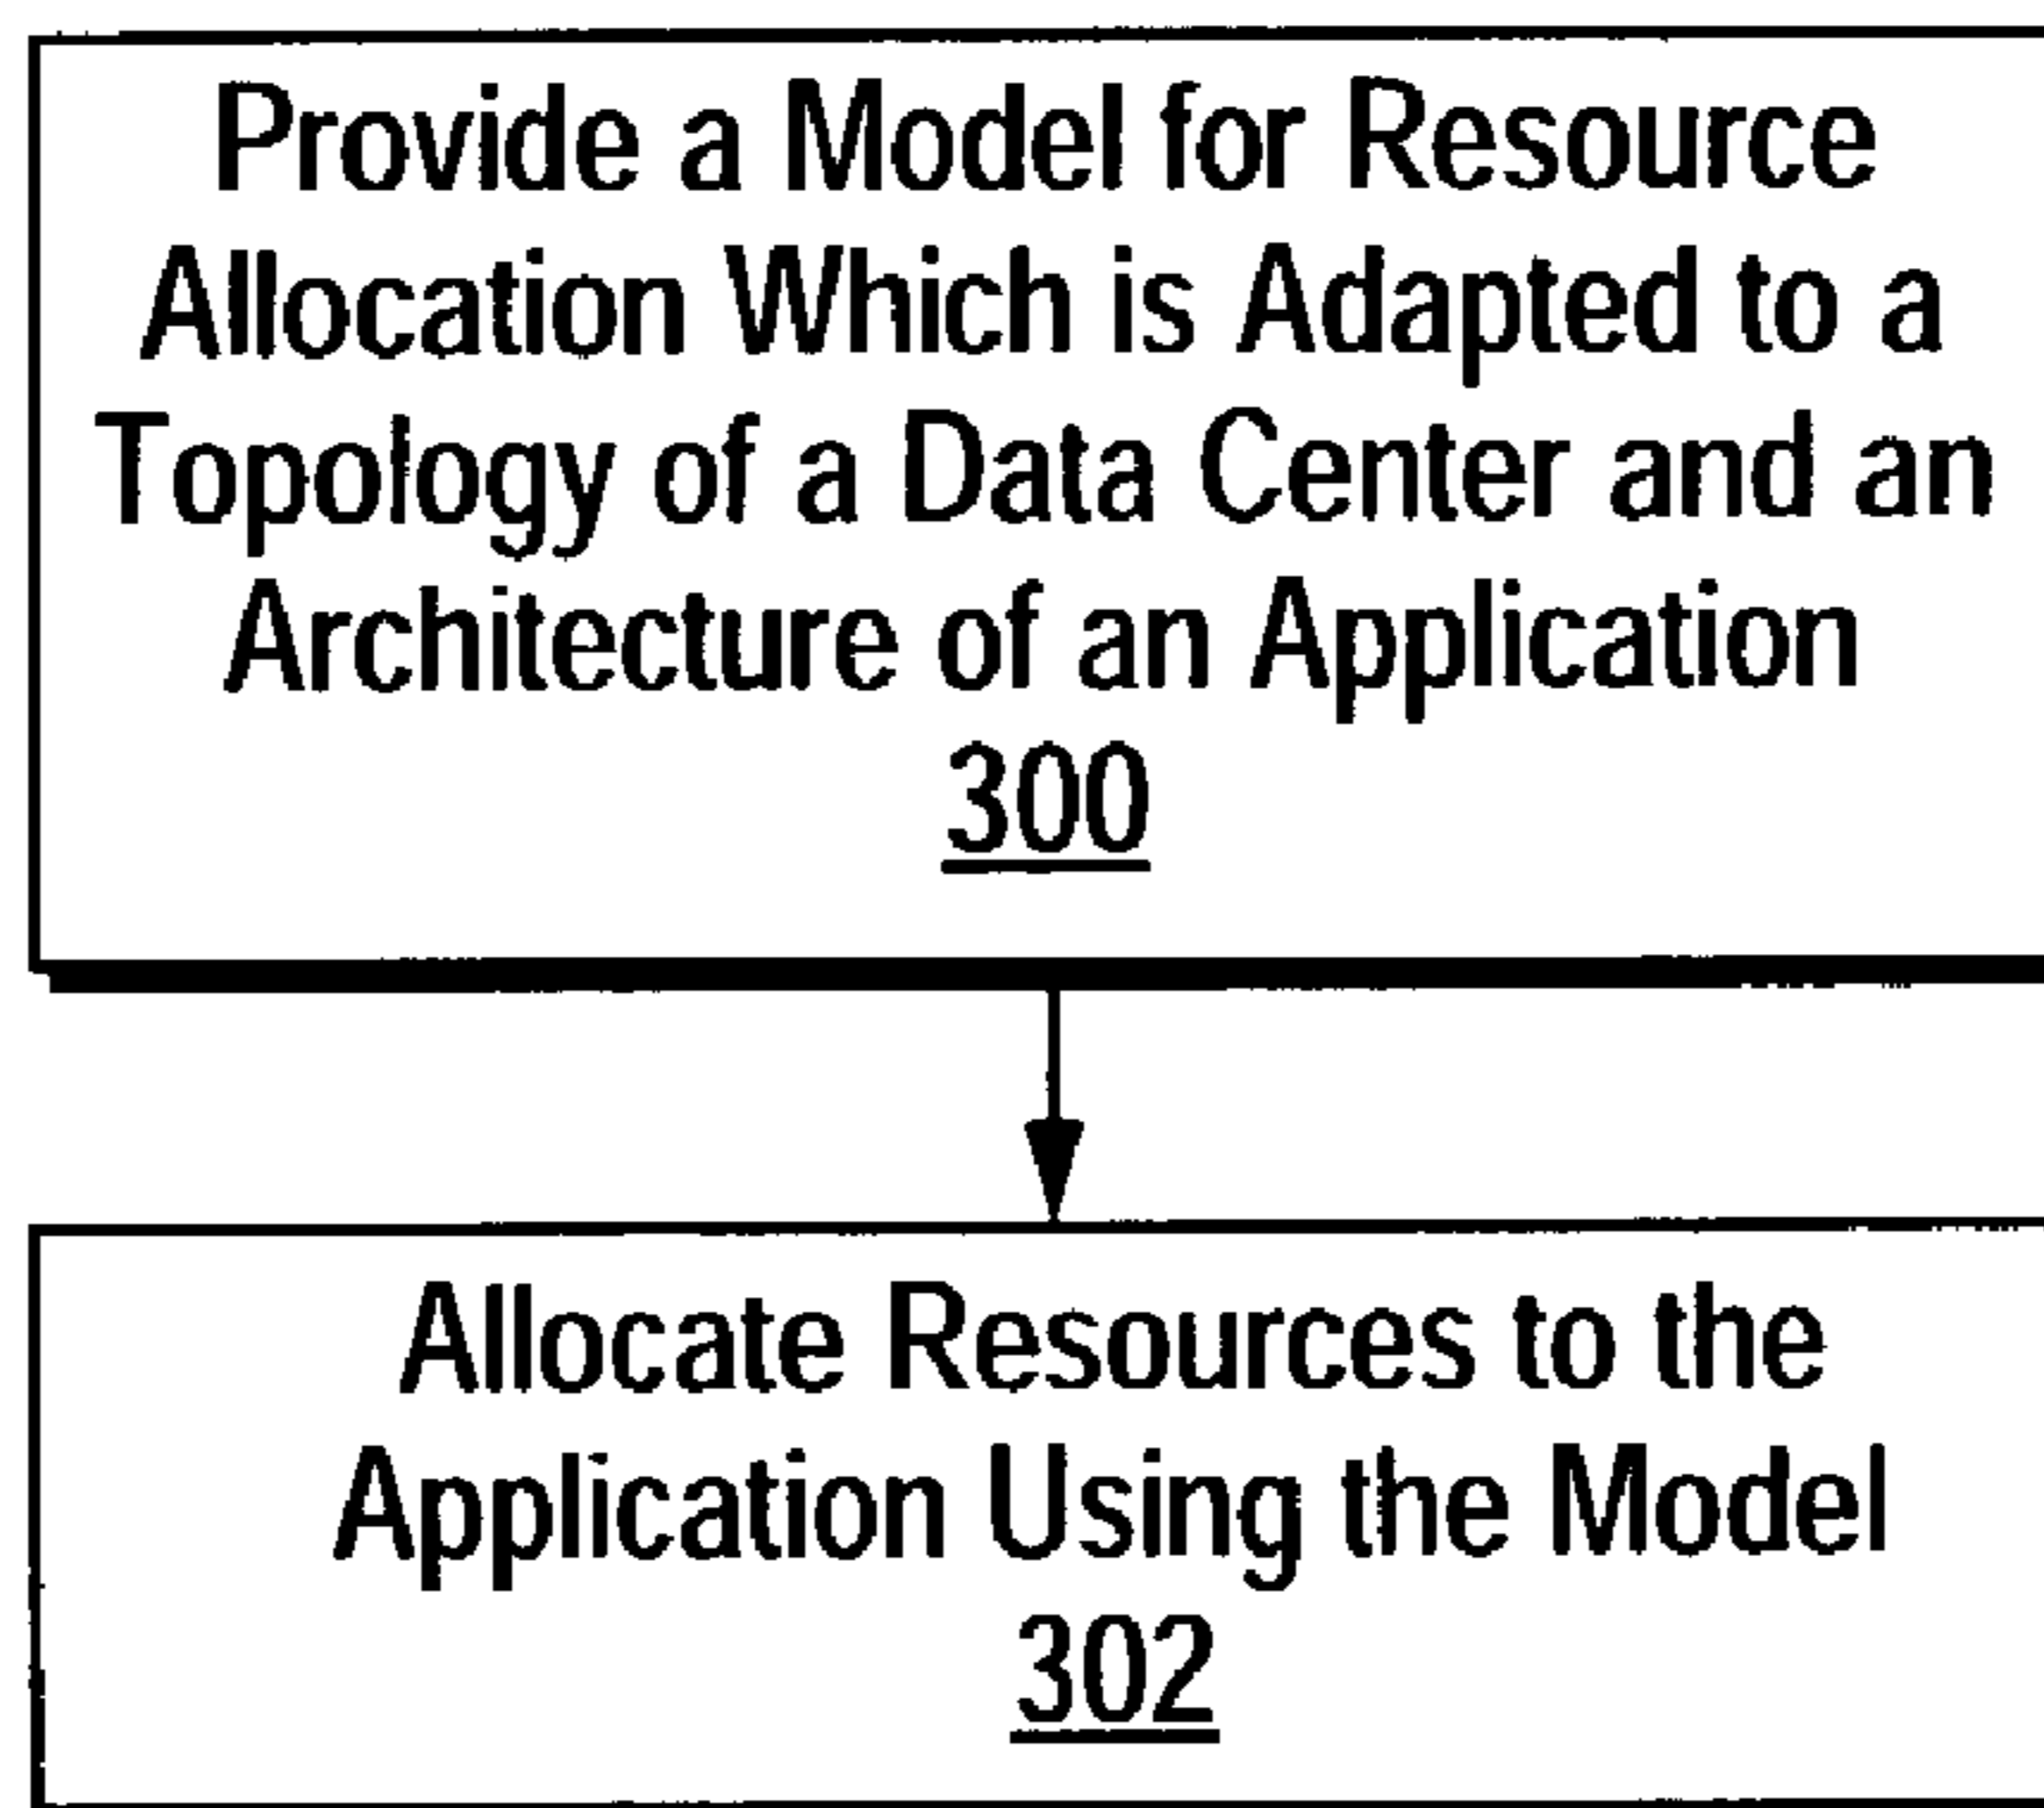 Provide a Model for Resource
Allocation Which is Adapted to a
Topology of a Data Center and an
Architecture of an Application
300
Allocate Resources to the
Application Using the Model
302